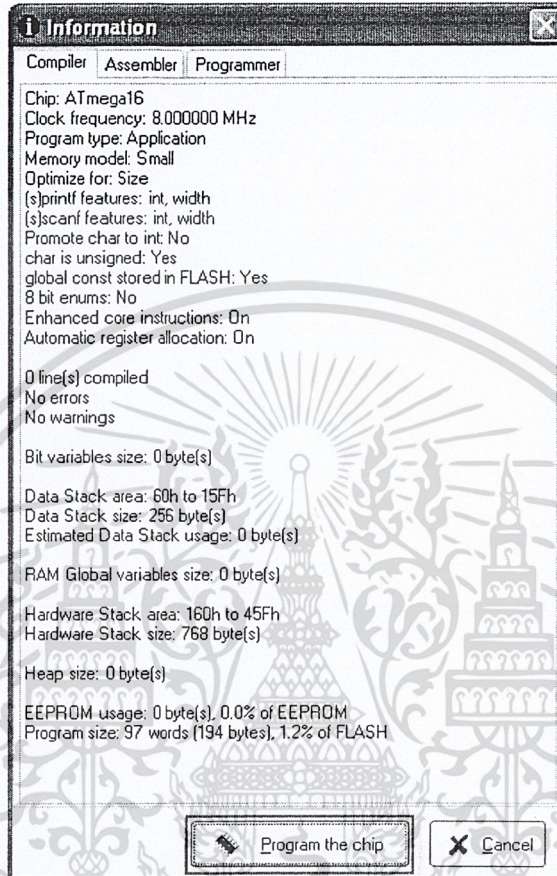 Information
Compiler Assembler Programmer
Chip: ATmega16
Clock frequency: 8.000000 MHz
Program type: Application
Memory model: Small
Optimize for: Size
(s)printf features: int, width
(s)scanf features: int, width
Promote char to int: No
char is unsigned: Yes
global const stored in FLASH: Yes
8 bit enums: No
Enhanced core instructions: On
Automatic register allocation: On
0 line(s) compiled
No errors
No warnings
Bit variables size: 0 byte(s)
Data Stack area: 60h to 15Fh
Data Stack size: 256 byte(s)
Estimated Data Stack usage: 0 byte(s)
RAM Global variables size: 0 byte(s)
Hardware Stack area: 160h to 45Fh
Hardware Stack size: 768 byte(s)
Heap size: 0 byte(s)
EEPROM usage: 0 byte(s), 0.0% of EEPROM
Program size: 97 words (194 bytes), 1.2% of FLASH
Program the chip Cancel